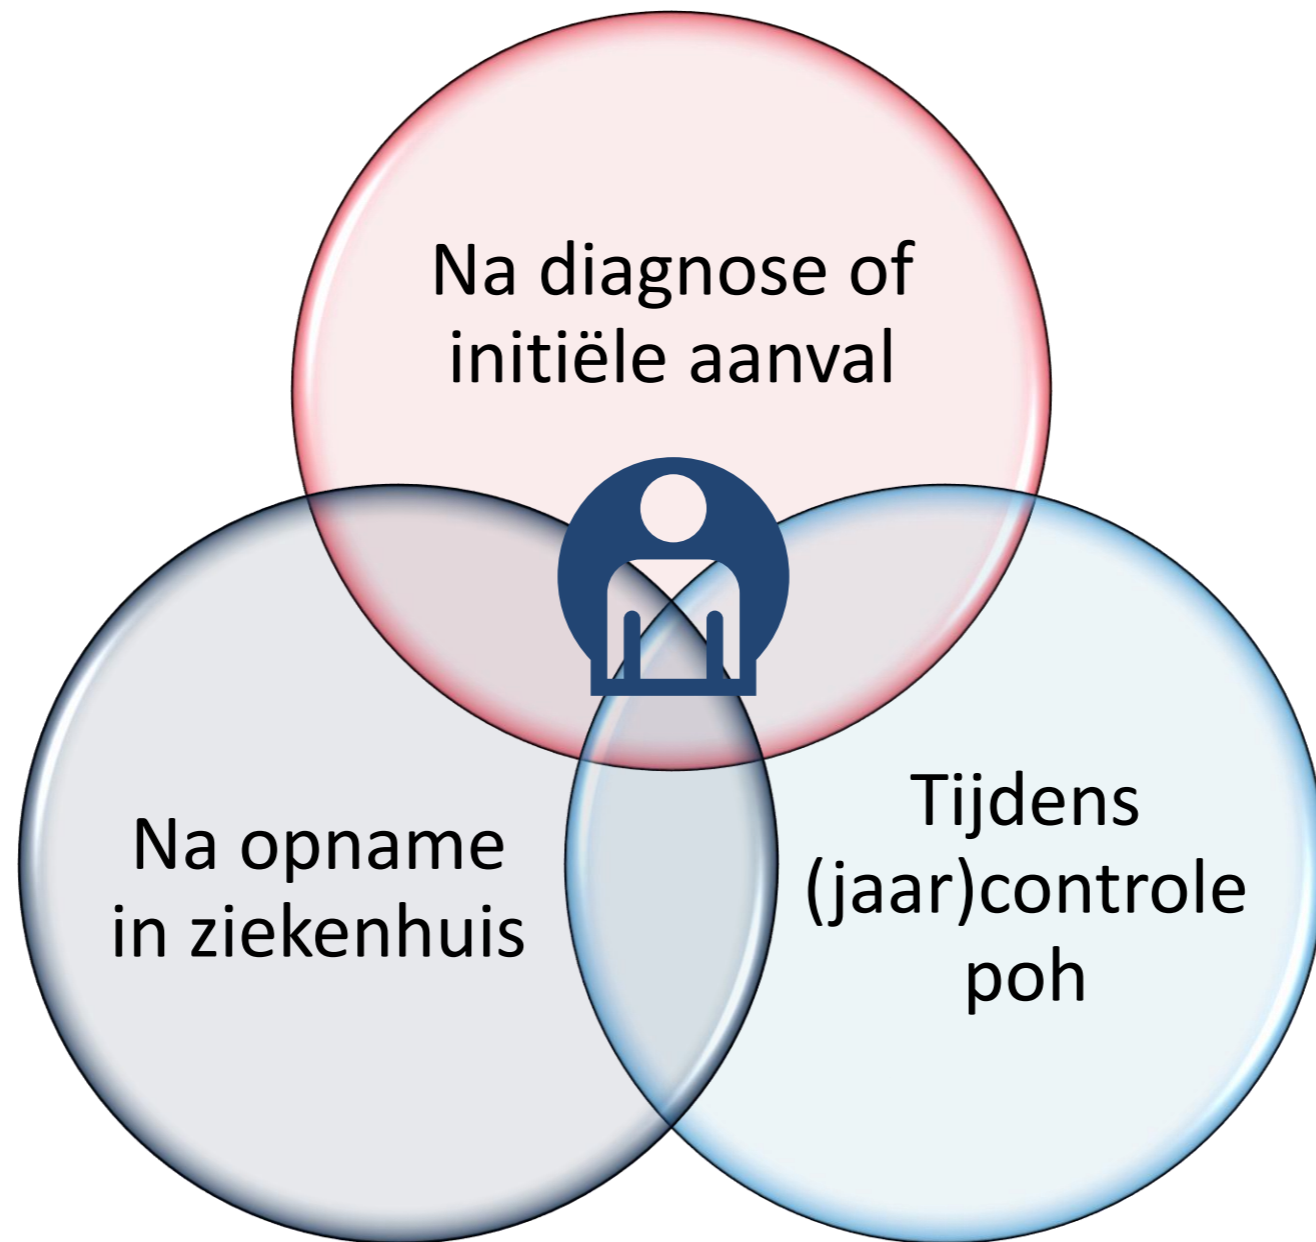 Na diagnose of
initiële aanval
Na opname
in ziekenhuis
Tijdens
(jaar)controle
poh